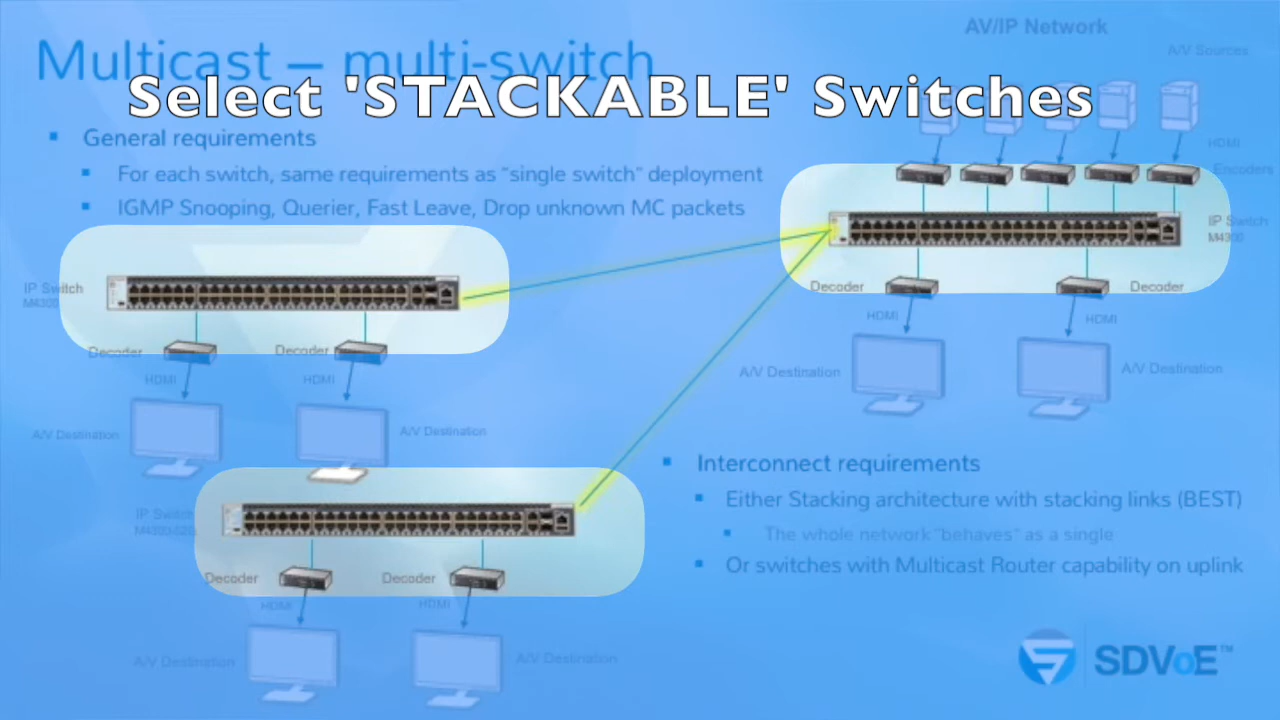 AV/IP Network
Multicast – multi-switch
A/V Sources
Select 'STACKABLE' Switches
General requirements
HDMI
For each switch, same requirements as "single switch" deployment
Encoders
IGMP Snooping, Querier, Fast Leave, Drop unknown MC packets
IP Switch
M4300
IP Switch
M4300
Decoder
Decoder
HDMI
HDMI
Decoder
Decoder
HDMI
HDMI
A/V Destination
A/V Destination
A/V Destination
A/V Destination
Interconnect requirements
Either Stacking architecture with stacking links (BEST)
IP Switch
The whole network "behaves" as a single
Or switches with Multicast Router capability on uplink
Decoder
Decoder
HDMI
HDMI
A/V Destination
A/V Destination
SDVoE™